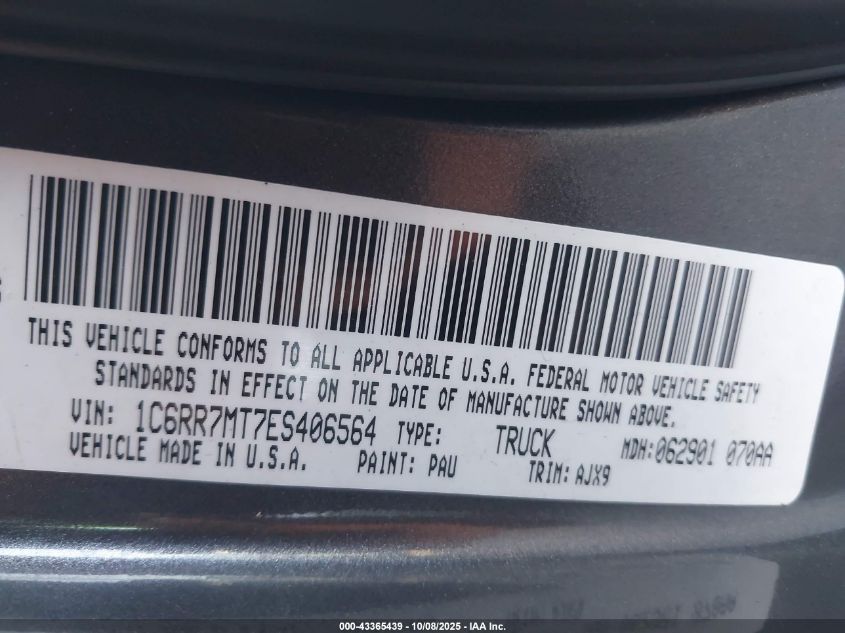 THIS VEHICLE CONFORMS TO ALL APPLICABLE U.S.A. FEDERAL MOTOR VEHICLE SAFETY
STANDARDS IN EFFECT ON THE DATE OF MANUFACTURE SHOWN ABOVE.
VIN: 1C6RR7MT7ES406564 TYPE: TRUCK MDH:062901 070AA
VEHICLE MADE IN U.S.A. PAINT: PAU TRIM: AJX9
000-43365439 - 10/08/2025 - IAA Inc.